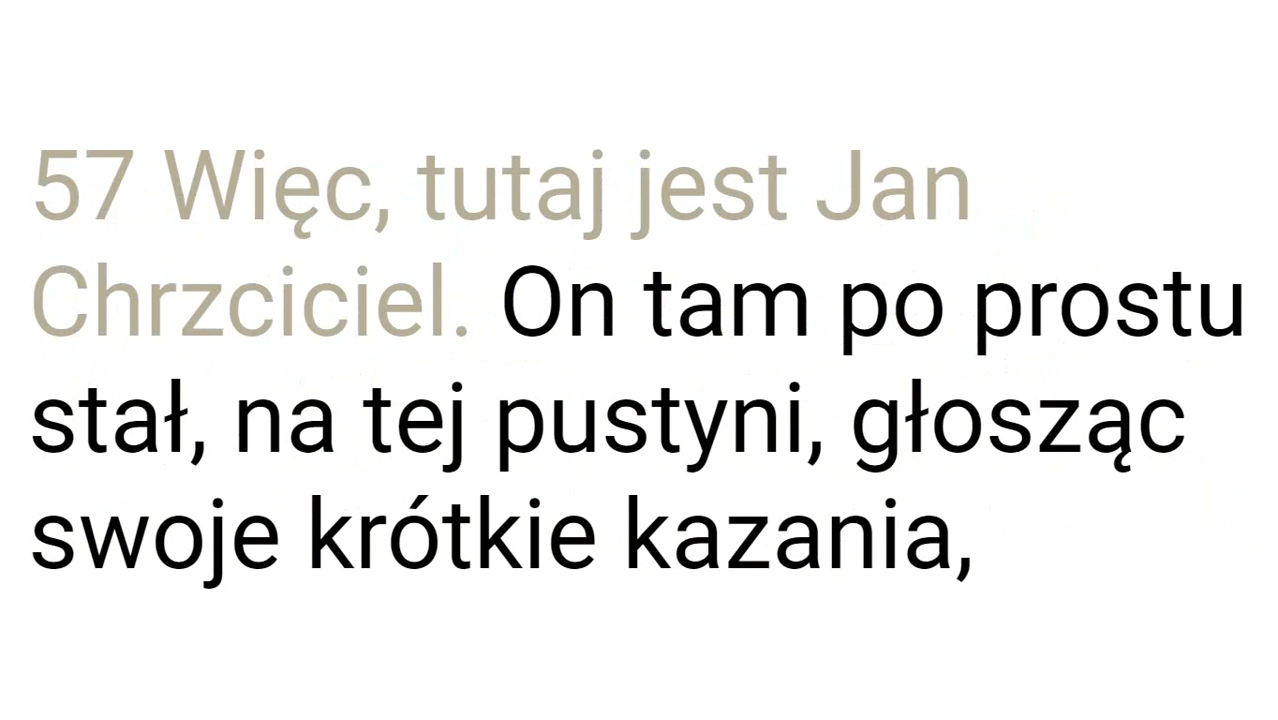 57 Więc, tutaj jest Jan
Chrzciciel. On tam po prostu
stał, na tej pustyni, głosząc
swoje krótkie kazania,